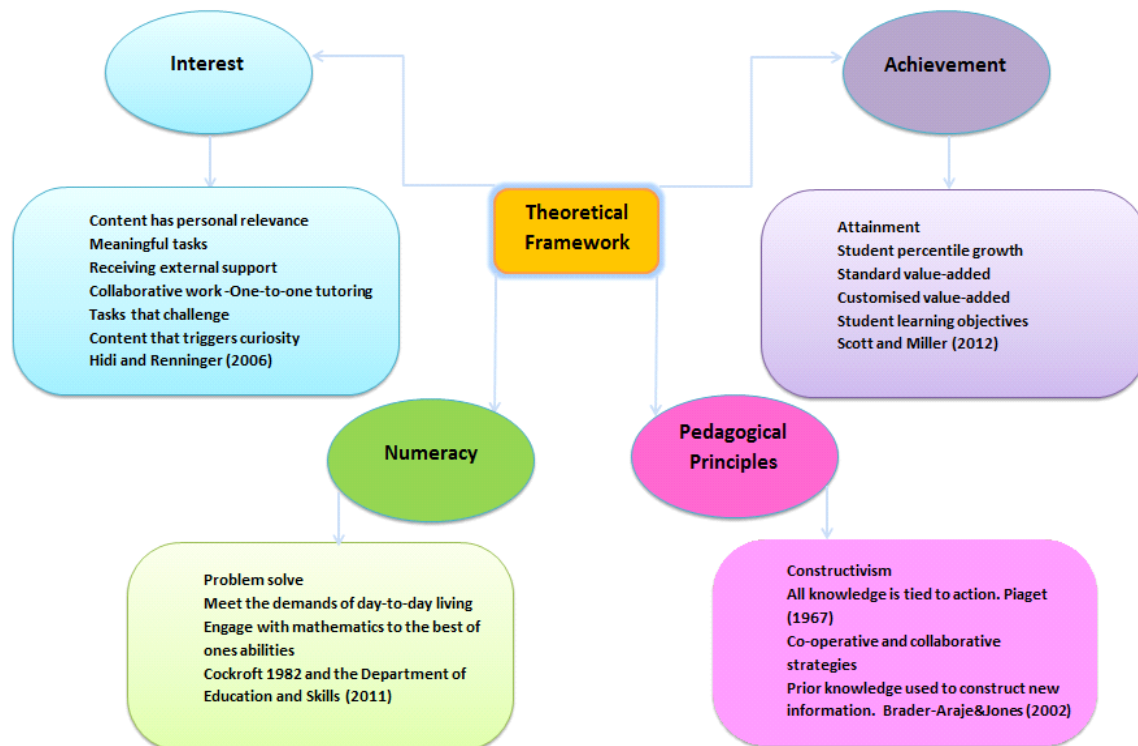 Interest
Achievement
Theoretical
Framework
Content has personal relevance
Meaningful tasks
Receiving external support
Collaborative work -One-to-one tutoring
Tasks that challenge
Content that triggers curiosity
Hidi and Renninger (2006)
Attainment
Student percentile growth
Standard value-added
Customised value-added
Student learning objectives
Scott and Miller (2012)
Numeracy
Pedagogical
Principles
Problem solve
Meet the demands of day-to-day living
Engage with mathematics to the best of
ones abilities
Cockroft 1982 and the Department of
Education and Skills (2011)
Constructivism
All knowledge is tied to action. Piaget
(1967)
Co-operative and collaborative
strategies
Prior knowledge used to construct new
information.  Brader-Araje&Jones (2002)